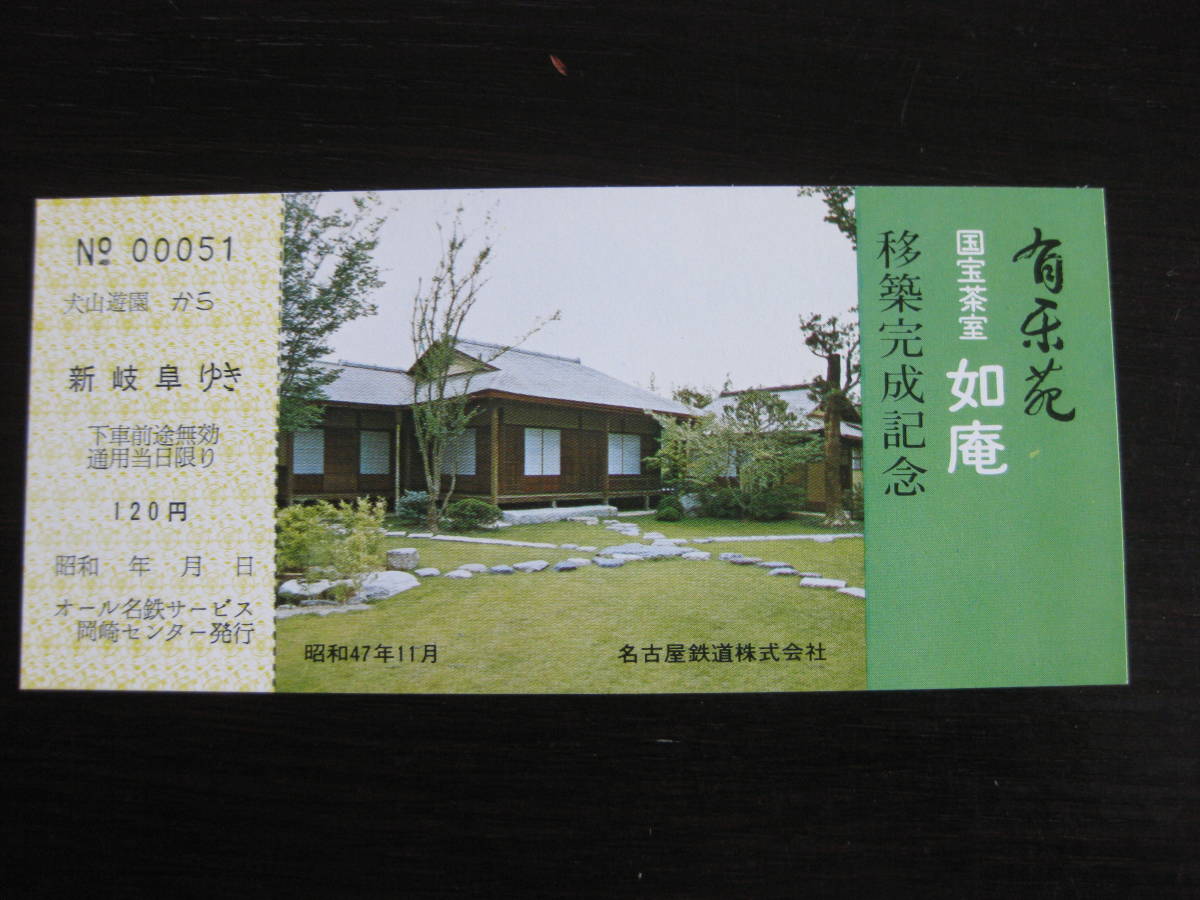 № 00051
犬山遊園 から
新岐阜ゆき
下車前途無効
通用当日限り
120円
昭和 年 月 日
オール名鉄サービス
岡崎センター発行
昭和47年11月
名古屋鉄道株式会社
有楽苑
国宝茶室 如庵
移築完成記念